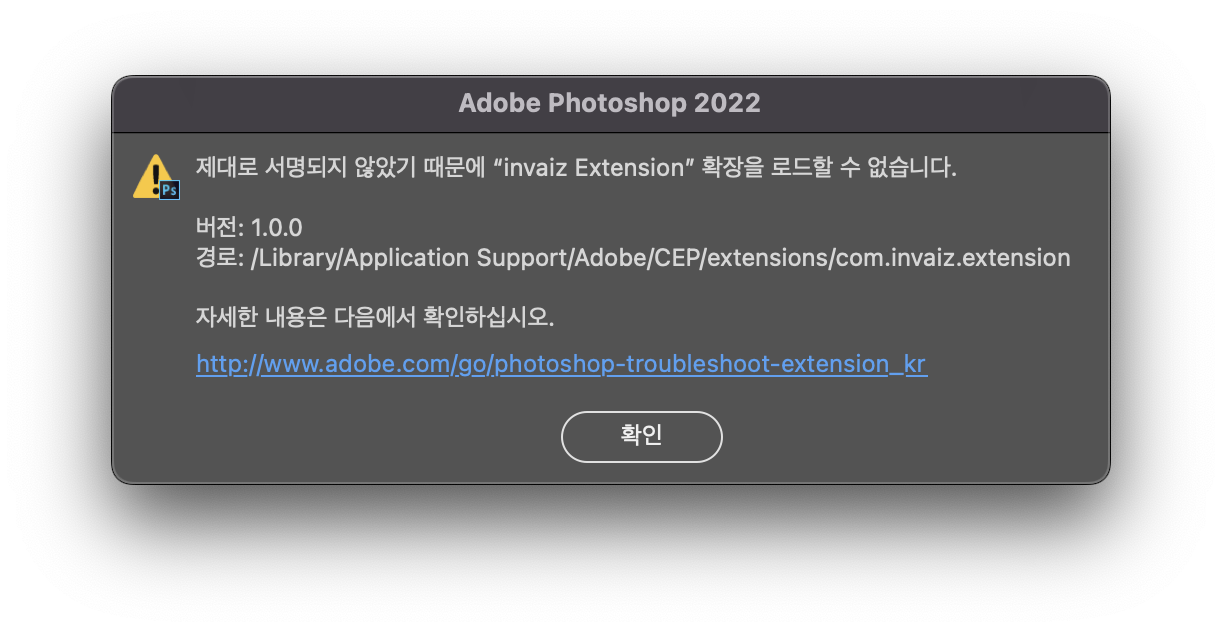 Adobe Photoshop 2022
제대로 서명되지 않았기 때문에 “invaiz Extension” 확장을 로드할 수 없습니다.
Ps
버전: 1.0.0
경로: /Library/Application Support/Adobe/CEP/extensions/com.invaiz.extension
자세한 내용은 다음에서 확인하십시오.
http://www.adobe.com/go/photoshop-troubleshoot-extension_kr
확인